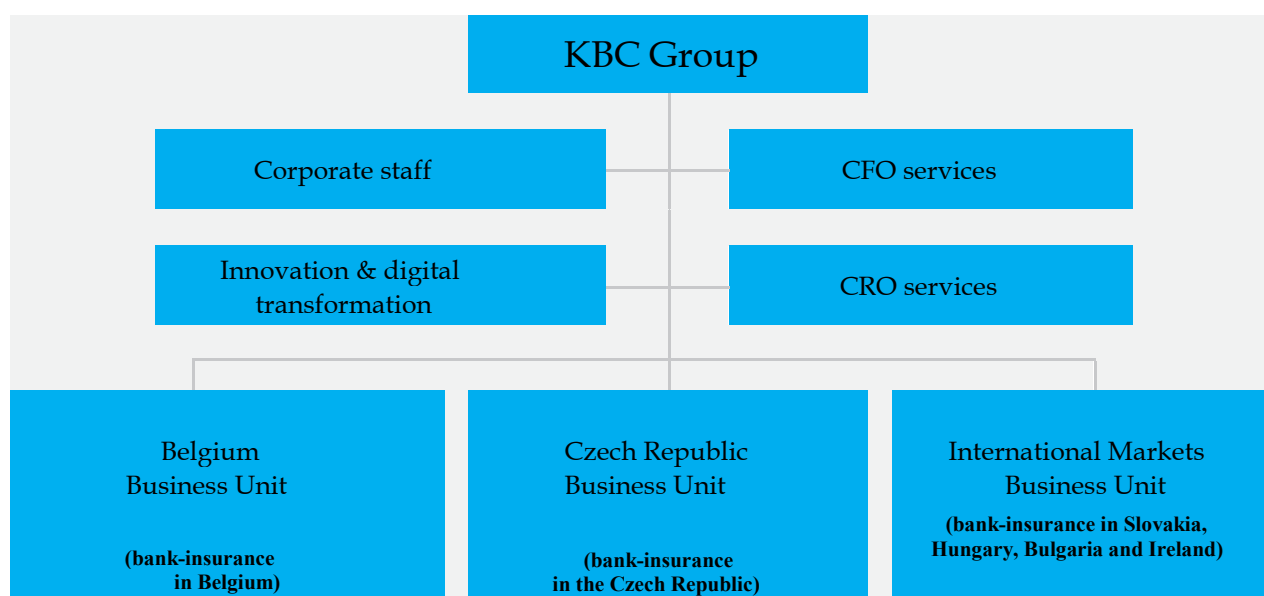 KBC Group
Corporate staff
CFO services
Innovation & digital
transformation
CRO services
Belgium
Business Unit
(bank-insurance
in Belgium)
Czech Republic
Business Unit
(bank-insurance
in the Czech Republic)
International Markets
Business Unit
(bank-insurance in Slovakia,
Hungary, Bulgaria and Ireland)